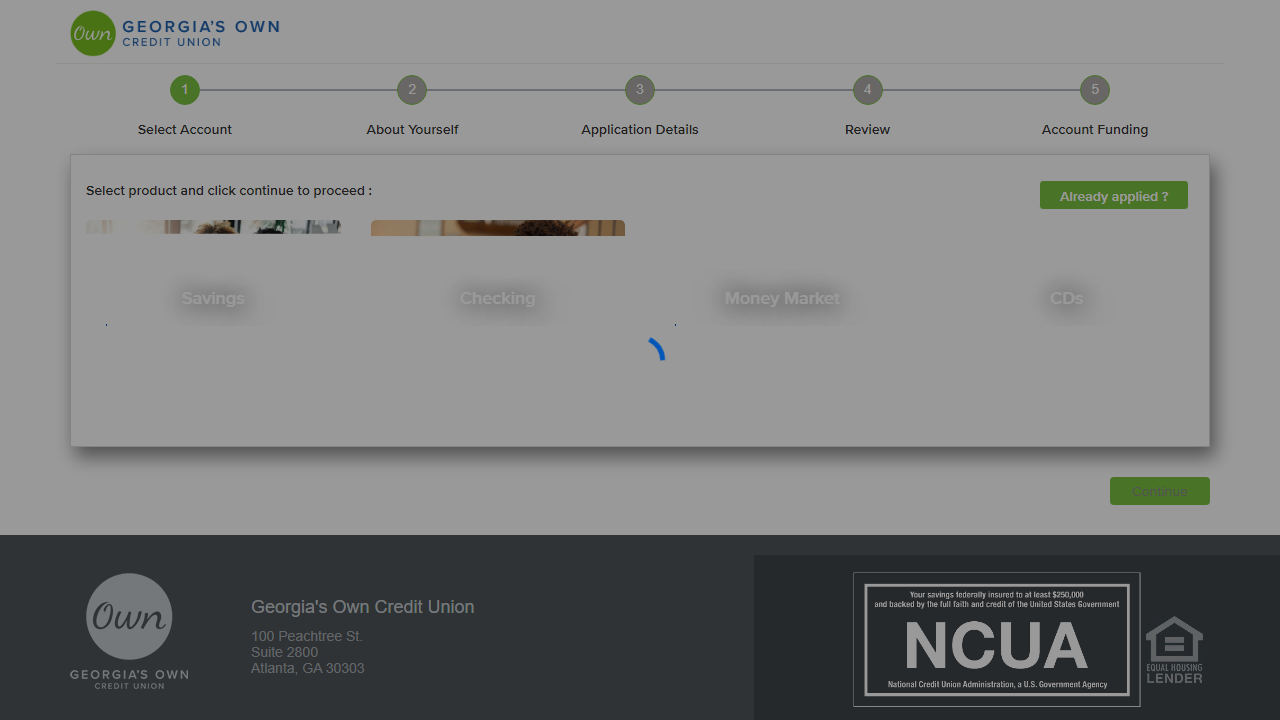 Own GEORGIA'S OWN
CREDIT UNION
1 2 3 4 5
Select Account About Yourself Application Details Review Account Funding
Select product and click continue to proceed :
Already applied ?
Savings Checking Money Market CDs
Continue
Own
GEORGIA'S OWN
CREDIT UNION
Georgia's Own Credit Union
100 Peachtree St.
Suite 2800
Atlanta, GA 30303
Your savings federally insured to at least $250,000
and backed by the full faith and credit of the United States Government
NCUA
National Credit Union Administration, a U.S. Government Agency
EQUAL HOUSING
LENDER